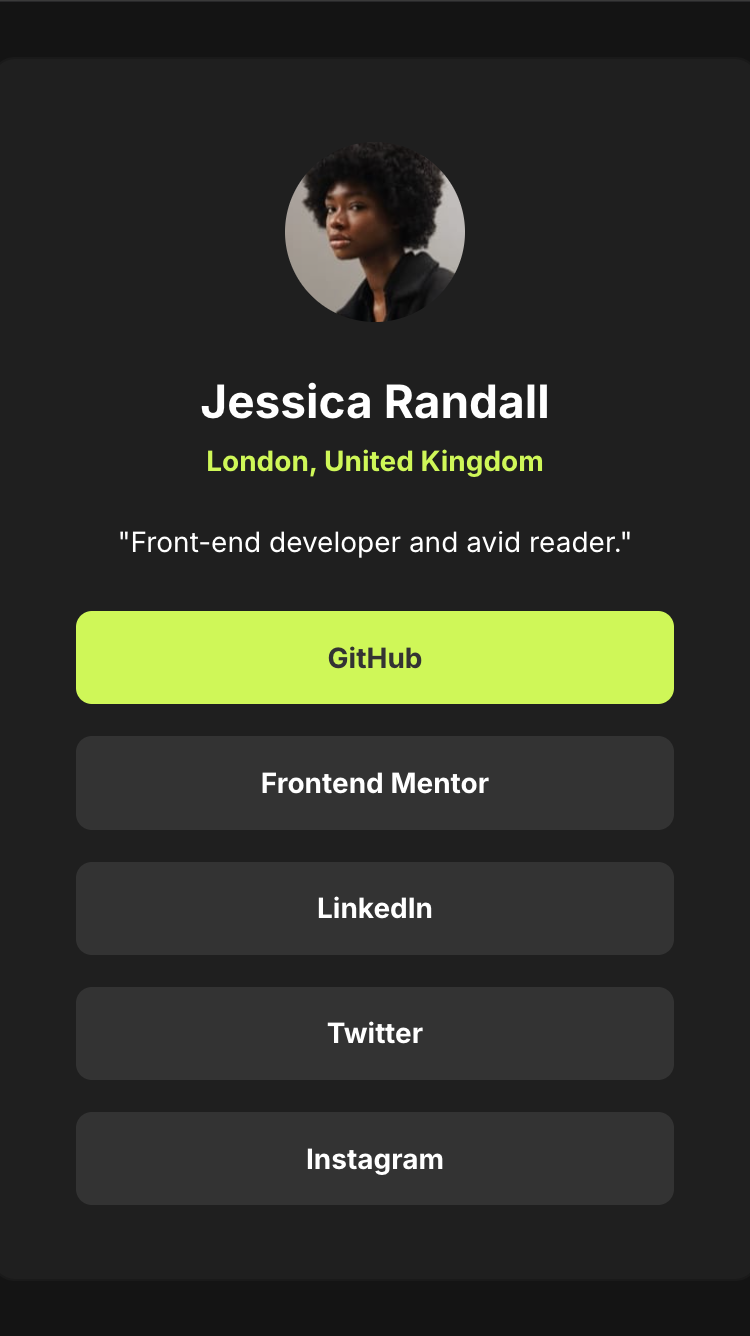 Jessica Randall
London, United Kingdom
"Front-end developer and avid reader."
GitHub
Frontend Mentor
LinkedIn
Twitter
Instagram